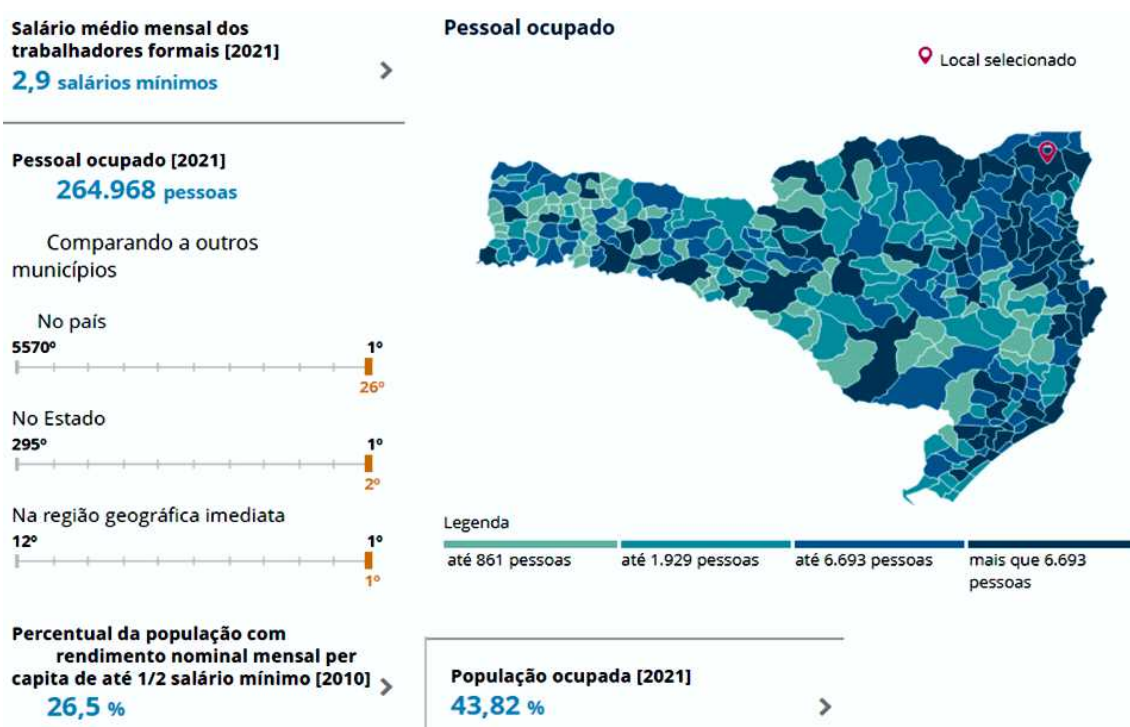 Salário médio mensal dos
trabalhadores formais [2021]
2,9 salários mínimos
Pessoal ocupado [2021]
264.968 pessoas
Comparando a outros
municípios
No país
5570º 1º
26º
No Estado
295º 1º
2º
Na região geográfica imediata
12º 1º
1º
Percentual da população com
rendimento nominal mensal per
capita de até 1/2 salário mínimo [2010]
26,5 %
Pessoal ocupado
Local selecionado
Legenda
até 861 pessoas
até 1.929 pessoas
até 6.693 pessoas
mais que 6.693
pessoas
População ocupada [2021]
43,82 %